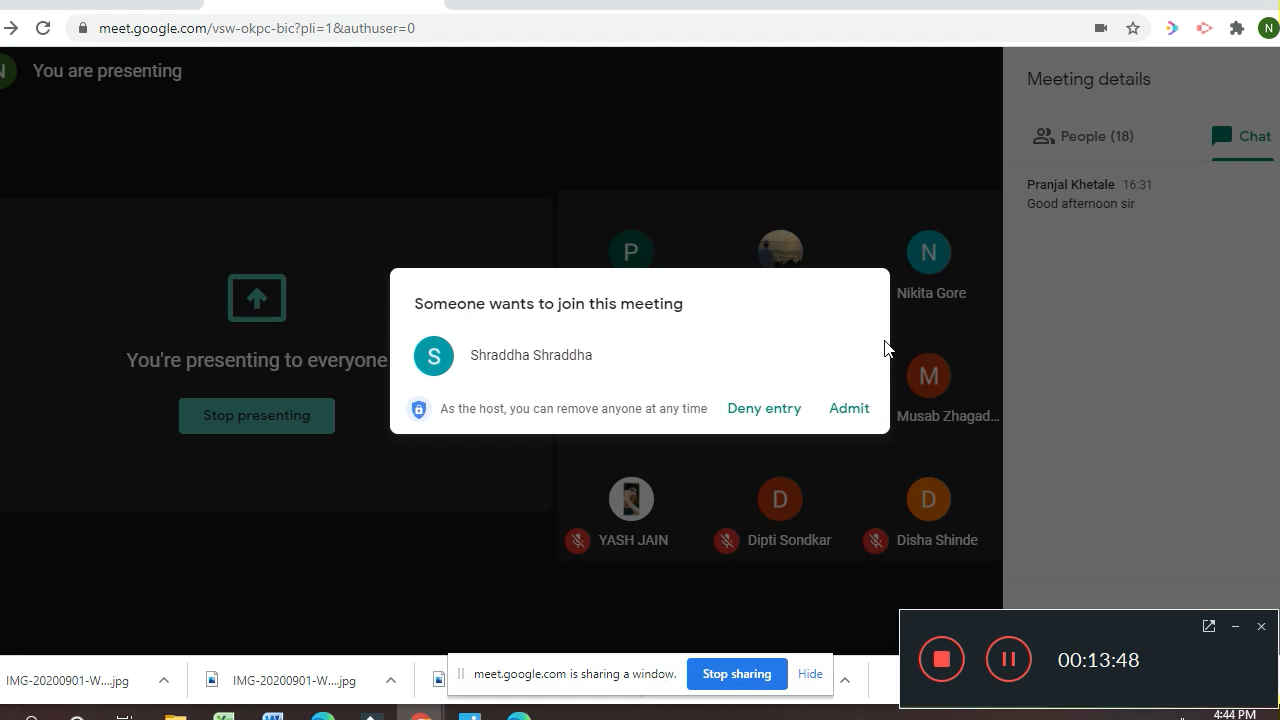 meet.google.com/vsw-okpc-bic?pli=1&authuser=0
N
N
You are presenting
Meeting details
People (18)
Chat
Pranjal Khetale 16:31
Good afternoon sir
P
N
Nikita Gore
Someone wants to join this meeting
S
Shraddha Shraddha
As the host, you can remove anyone at any time
Deny entry
Admit
You're presenting to everyone
Stop presenting
M
Musab Zhagad...
D
D
YASH JAIN
Dipti Sondkar
Disha Shinde
00:13:48
IMG-20200901-W....jpg
IMG-20200901-W....jpg
meet.google.com is sharing a window.
Stop sharing
Hide
4:44 PM